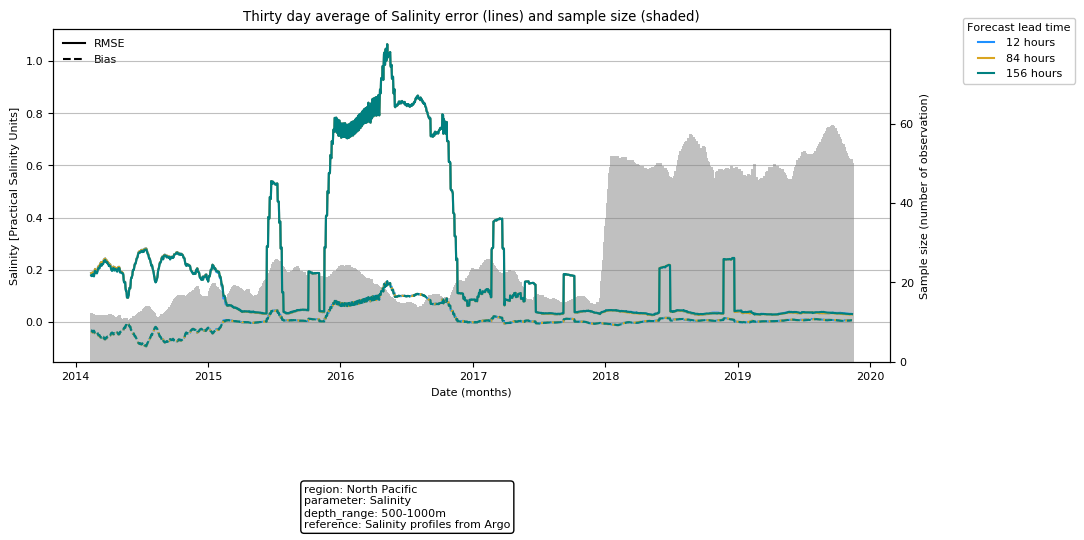 Thirty day average of Salinity error (lines) and sample size (shaded)
Forecast lead time
12 hours
84 hours
156 hours
RMSE
Bias
Salinity [Practical Salinity Units]
1.0
0.8
0.6
0.4
0.2
0.0
Sample size (number of observation)
60
40
20
0
2014
2015
2016
2017
2018
2019
2020
Date (months)
region: North Pacific
parameter: Salinity
depth_range: 500-1000m
reference: Salinity profiles from Argo